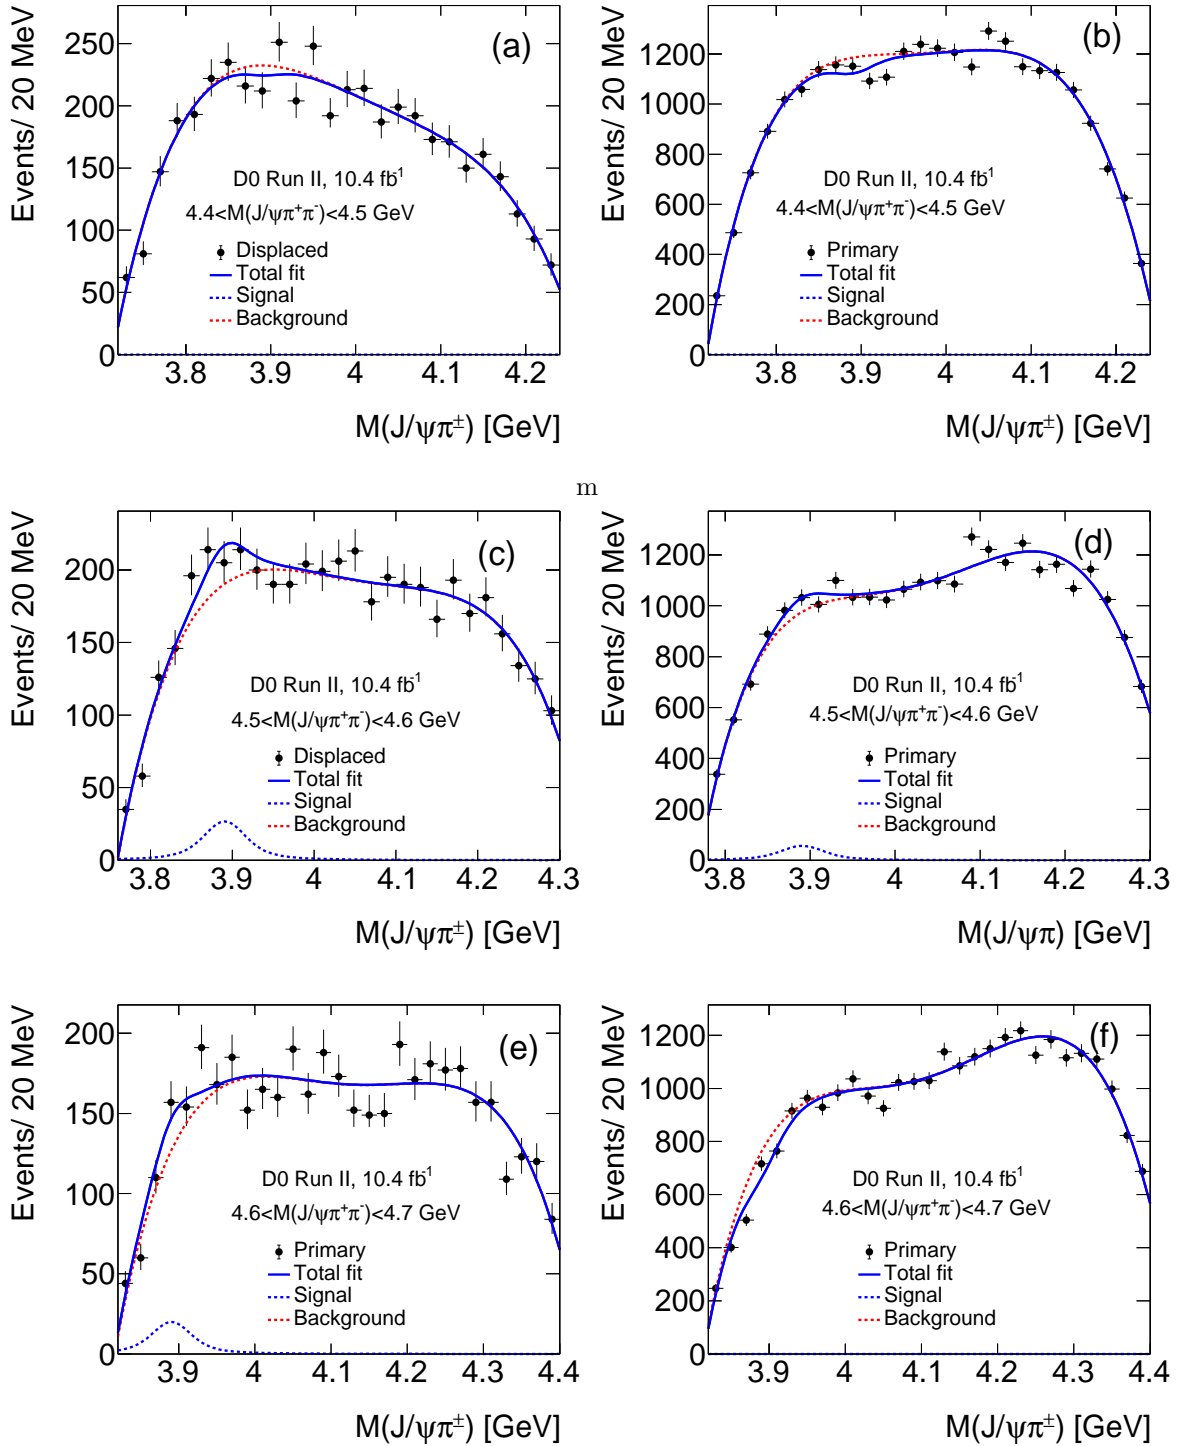 (a)
Events/ 20 MeV
250
200
150
100
50
0
D0 Run II, 10.4 fb¹
4.4<M(J/ψπ⁺π⁻)<4.5 GeV
Displaced
Total fit
Signal
Background
3.8 3.9 4 4.1 4.2
M(J/ψπ±) [GeV]
(b)
Events/ 20 MeV
1200
1000
800
600
400
200
0
D0 Run II, 10.4 fb¹
4.4<M(J/ψπ⁺π⁻)<4.5 GeV
Primary
Total fit
Signal
Background
3.8 3.9 4 4.1 4.2
M(J/ψπ±) [GeV]
m
(c)
Events/ 20 MeV
200
150
100
50
0
D0 Run II, 10.4 fb¹
4.5<M(J/ψπ⁺π⁻)<4.6 GeV
Displaced
Total fit
Signal
Background
3.8 3.9 4 4.1 4.2 4.3
M(J/ψπ±) [GeV]
(d)
Events/ 20 MeV
1200
1000
800
600
400
200
0
D0 Run II, 10.4 fb¹
4.5<M(J/ψπ⁺π⁻)<4.6 GeV
Primary
Total fit
Signal
Background
3.8 3.9 4 4.1 4.2 4.3
M(J/ψπ) [GeV]
(e)
Events/ 20 MeV
200
150
100
50
0
D0 Run II, 10.4 fb¹
4.6<M(J/ψπ⁺π⁻)<4.7 GeV
Primary
Total fit
Signal
Background
3.9 4 4.1 4.2 4.3 4.4
M(J/ψπ±) [GeV]
(f)
Events/ 20 MeV
1200
1000
800
600
400
200
0
D0 Run II, 10.4 fb¹
4.6<M(J/ψπ⁺π⁻)<4.7 GeV
Primary
Total fit
Signal
Background
3.9 4 4.1 4.2 4.3 4.4
M(J/ψπ±) [GeV]